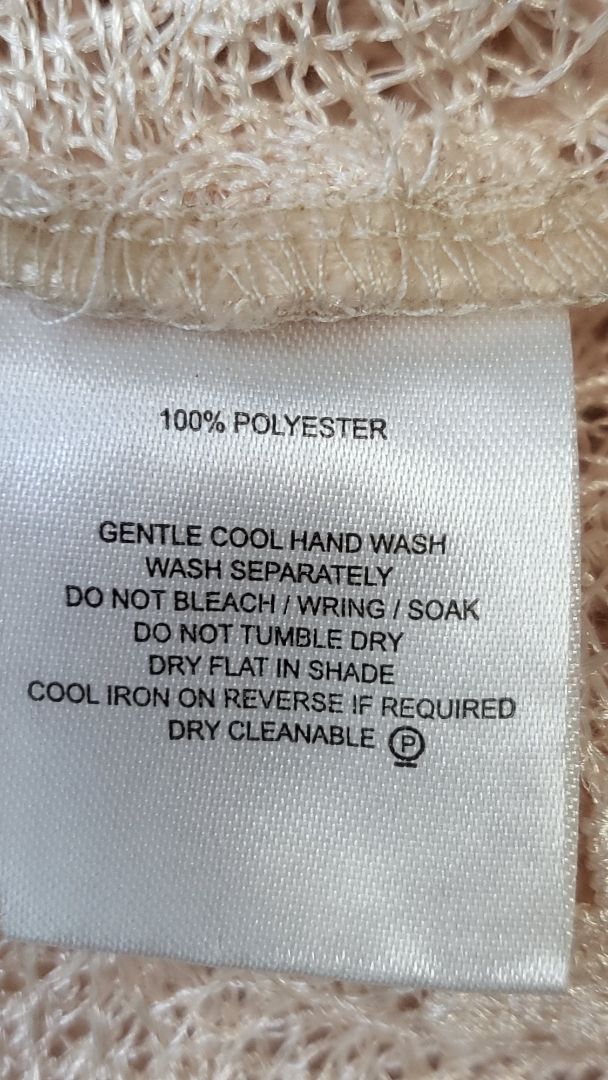 100% POLYESTER
GENTLE COOL HAND WASH
WASH SEPARATELY
DO NOT BLEACH / WRING / SOAK
DO NOT TUMBLE DRY
DRY FLAT IN SHADE
COOL IRON ON REVERSE IF REQUIRED
DRY CLEANABLE P